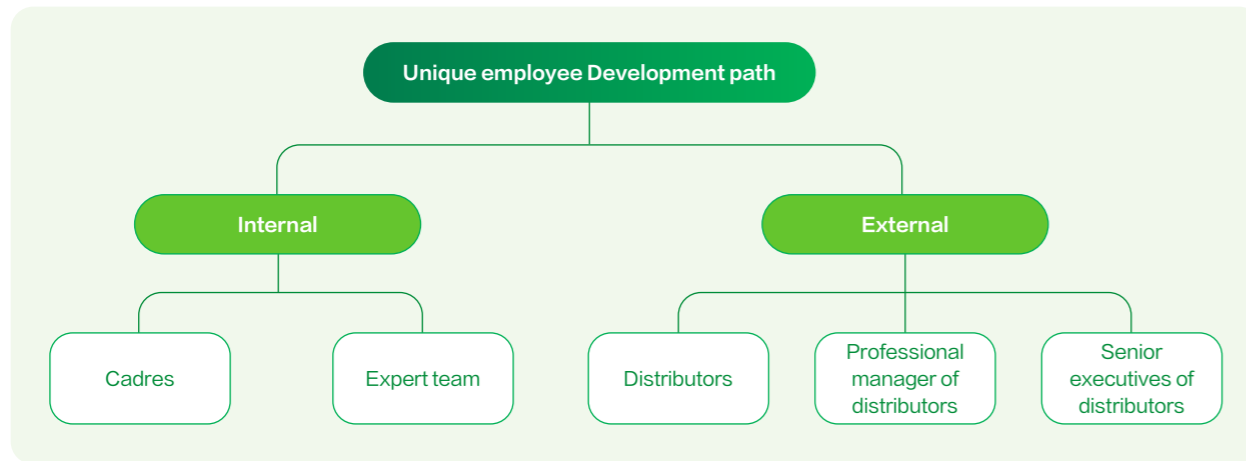 Unique employee Development path
Internal
External
Cadres
Expert team
Distributors
Professional
manager of
distributors
Senior
executives of
distributors